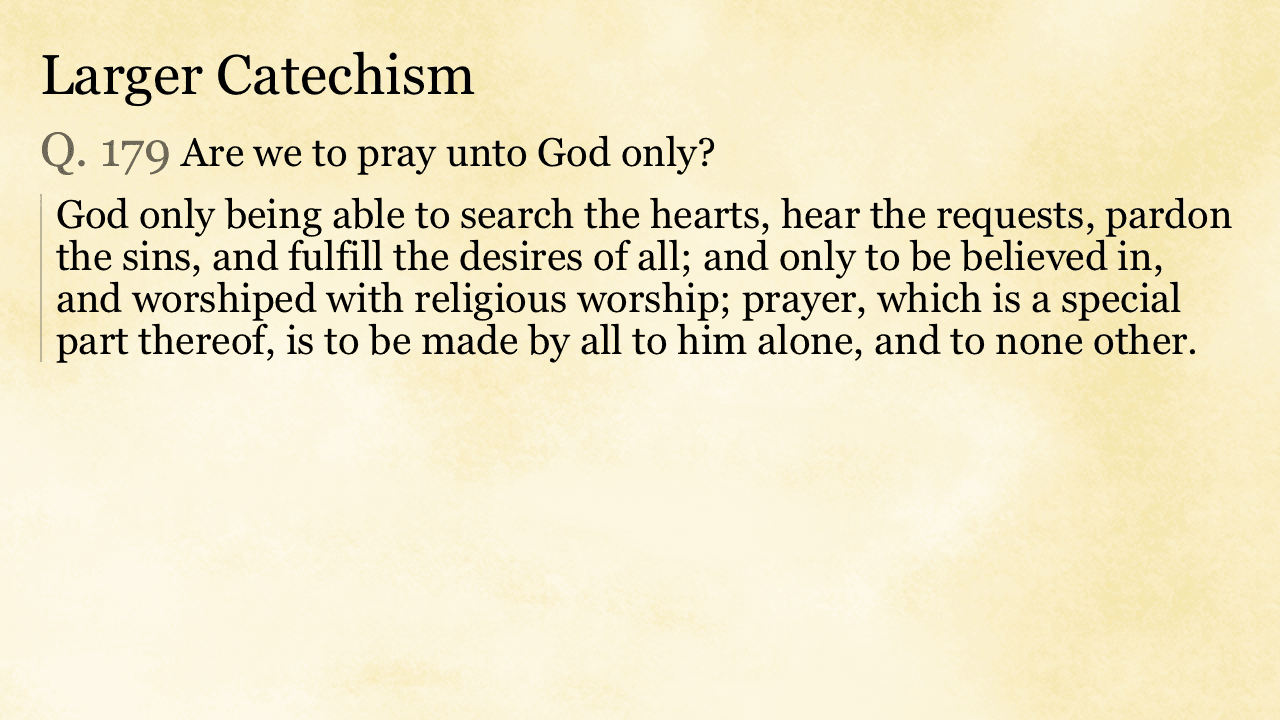 Larger Catechism
Q. 179 Are we to pray unto God only?
God only being able to search the hearts, hear the requests, pardon
the sins, and fulfill the desires of all; and only to be believed in,
and worshiped with religious worship; prayer, which is a special
part thereof, is to be made by all to him alone, and to none other.